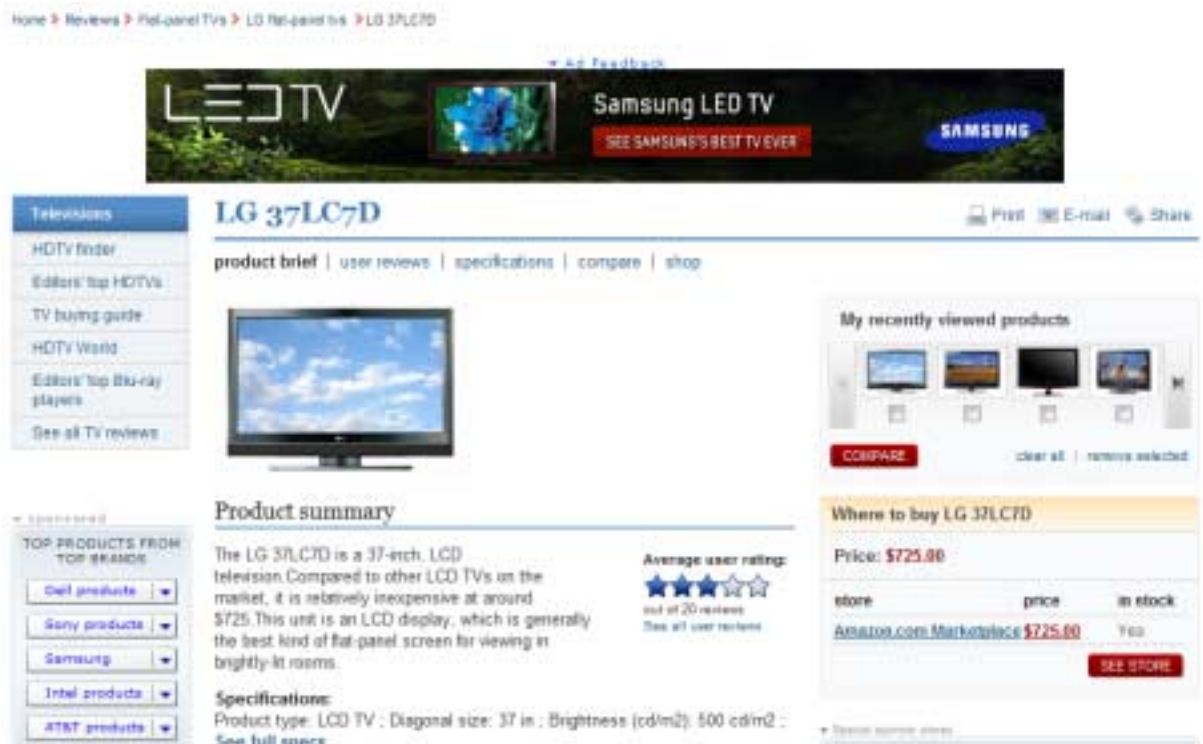 Home > Reviews > Flat-panel TVs > LG flat-panel tvs > LG 37LC7D
Ad Feedback
LED TV
Samsung LED TV
SEE SAMSUNG'S BEST TV EVER
SAMSUNG
Televisions
HDTV finder
Editors' top HDTVs
TV buying guide
HDTV World
Editors' top Blu-ray
players
See all TV reviews
LG 37LC7D
Print E-mail Share
product brief | user reviews | specifications | compare | shop
My recently viewed products
COMPARE clear all | remove selected
sponsored
TOP PRODUCTS FROM
TOP BRANDS
Dell products
Sony products
Samsung
Intel products
AT&T products
Product summary
The LG 37LC7D is a 37-inch, LCD
television.Compared to other LCD TVs on the
market, it is relatively inexpensive at around
$725.This unit is an LCD display, which is generally
the best kind of flat-panel screen for viewing in
brightly-lit rooms.
Average user rating:
out of 20 reviews
See all user reviews
Specifications:
Product type: LCD TV ; Diagonal size: 37 in ; Brightness (cd/m2): 500 cd/m2 ;
See full specs
Where to buy LG 37LC7D
Price: $725.00
store price in stock
Amazon.com Marketplace $725.00 Yes
SEE STORE